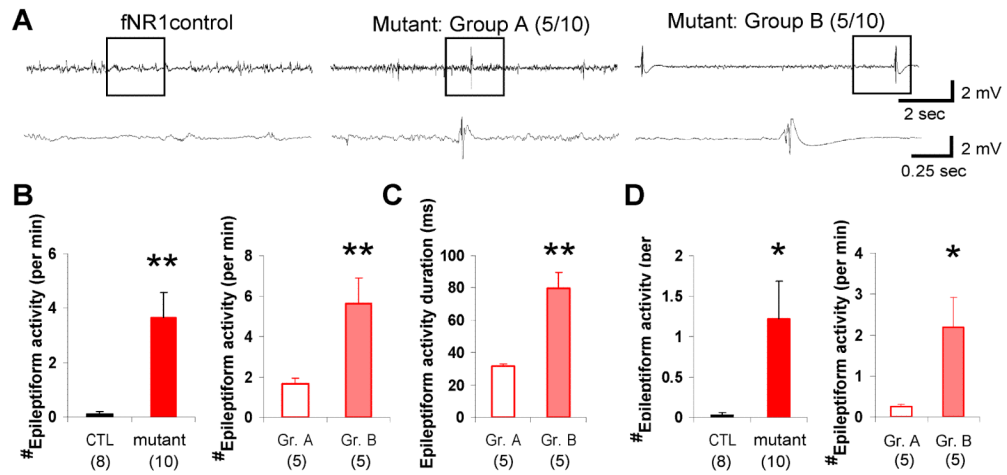 A
fNR1control
Mutant: Group A (5/10)
Mutant: Group B (5/10)
2 mV
2 sec
2 mV
0.25 sec
B
#Epileptiform activity (per min)
6
4
2
0
**
CTL
(8)
mutant
(10)
#Epileptiform activity (per min)
8
6
4
2
0
**
Gr. A
(5)
Gr. B
(5)
C
Epileptiform activity duration (ms)
100
80
60
40
20
0
**
Gr. A
(5)
Gr. B
(5)
D
#Epileptiform activity (per
2
1.5
1
0.5
0
*
CTL
(8)
mutant
(10)
#Epileptiform activity (per min)
4
3
2
1
0
*
Gr. A
(5)
Gr. B
(5)